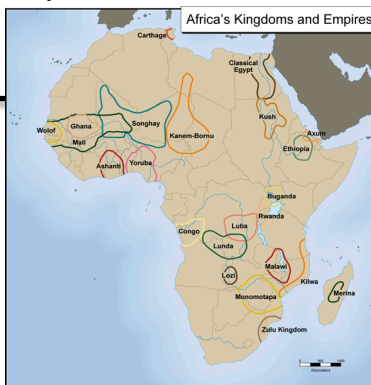 Africa's Kingdoms and Empires
Carthage
Classical
Egypt
Ghana
Songhay
Kanem-Bornu
Kush
Axum
Wolof
Mali
Ethiopia
Ashanti
Yoruba
Buganda
Rwanda
Congo
Luba
Lunda
Malawi
Kilwa
Lozi
Merina
Monomotapa
Zulu Kingdom
Kilometers